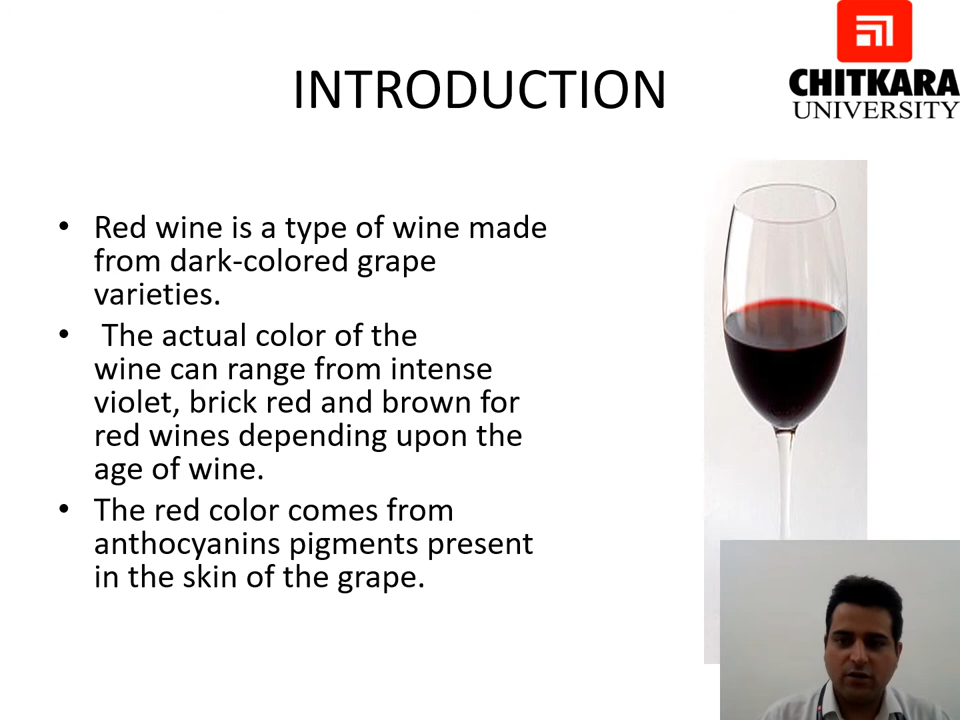 INTRODUCTION
CHITKARA
UNIVERSITY
• Red wine is a type of wine made
from dark-colored grape
varieties.
• The actual color of the
wine can range from intense
violet, brick red and brown for
red wines depending upon the
age of wine.
• The red color comes from
anthocyanins pigments present
in the skin of the grape.